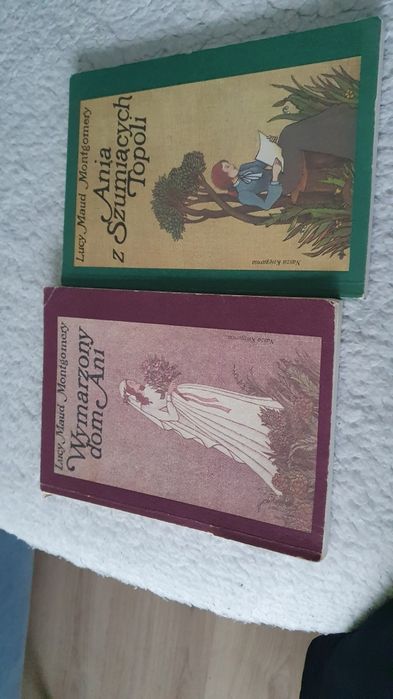 Lucy Maud Montgomery
Ania
z Szumiących
Topoli
Nasza Księgarnia
Lucy Maud Montgomery
Wymarzony
dom Ani
Nasza Księgarnia